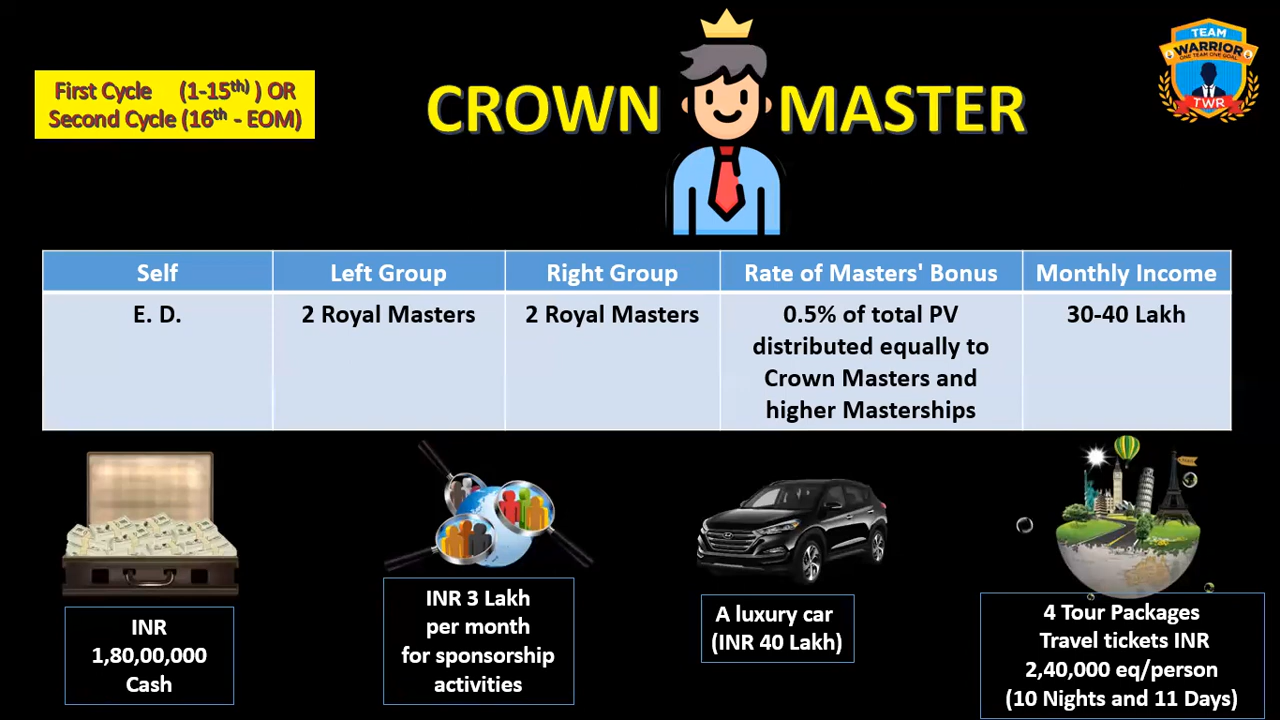 First Cycle (1-15th) ) OR
Second Cycle (16th - EOM)
CROWN MASTER
TEAM
WARRIOR
ONE TEAM ONE GOAL
TWR
Self
Left Group
Right Group
Rate of Masters' Bonus
Monthly Income
E. D.
2 Royal Masters
2 Royal Masters
0.5% of total PV
distributed equally to
Crown Masters and
higher Masterships
30-40 Lakh
INR
1,80,00,000
Cash
INR 3 Lakh
per month
for sponsorship
activities
A luxury car
(INR 40 Lakh)
4 Tour Packages
Travel tickets INR
2,40,000 eq/person
(10 Nights and 11 Days)